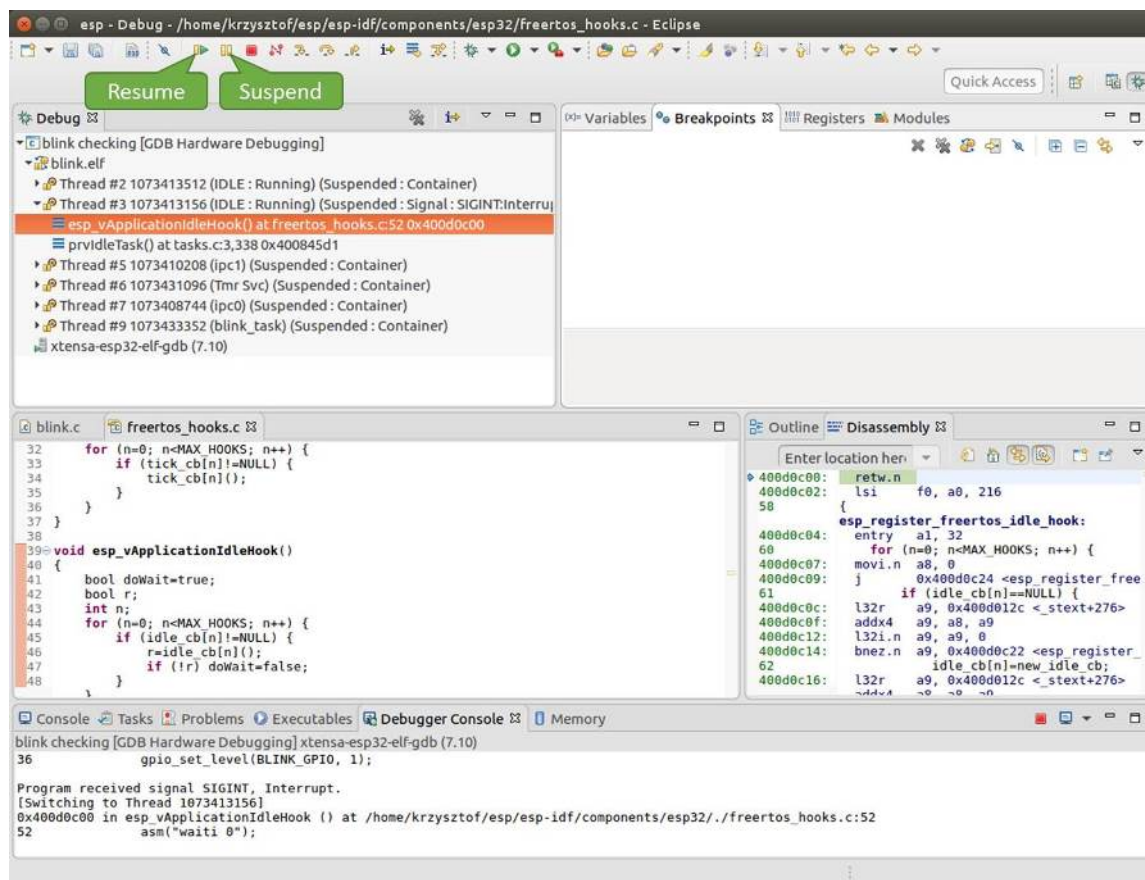 esp - Debug - /home/krzysztof/esp/esp-idf/components/esp32/freertos_hooks.c - Eclipse
Resume
Suspend
Quick Access
Debug
blink checking [GDB Hardware Debugging]
blink.elf
Thread #2 1073413512 (IDLE : Running) (Suspended : Container)
Thread #3 1073413156 (IDLE : Running) (Suspended : Signal : SIGINT:Interrup
esp_vApplicationIdleHook() at freertos_hooks.c:52 0x400d0c00
prvIdleTask() at tasks.c:3,338 0x400845d1
Thread #5 1073410208 (ipc1) (Suspended : Container)
Thread #6 1073431096 (Tmr Svc) (Suspended : Container)
Thread #7 1073408744 (ipc0) (Suspended : Container)
Thread #9 1073433352 (blink_task) (Suspended : Container)
xtensa-esp32-elf-gdb (7.10)
(x)= Variables Breakpoints Registers Modules
blink.c freertos_hooks.c
32 for (n=0; n<MAX_HOOKS; n++) {
33 if (tick_cb[n]!=NULL) {
34 tick_cb[n]();
35 }
36 }
37 }
38
39 void esp_vApplicationIdleHook()
40 {
41 bool doWait=true;
42 bool r;
43 int n;
44 for (n=0; n<MAX_HOOKS; n++) {
45 if (idle_cb[n]!=NULL) {
46 r=idle_cb[n]();
47 if (!r) doWait=false;
48 }
}
Outline Disassembly
Enter location her
400d0c00: retw.n
400d0c02: lsi f0, a0, 216
58 {
esp_register_freertos_idle_hook:
400d0c04: entry a1, 32
60 for (n=0; n<MAX_HOOKS; n++) {
400d0c07: movi.n a8, 0
400d0c09: j 0x400d0c24 <esp_register_free
61 if (idle_cb[n]==NULL) {
400d0c0c: l32r a9, 0x400d012c <_stext+276>
400d0c0f: addx4 a9, a8, a9
400d0c12: l32i.n a9, a9, 0
400d0c14: bnez.n a9, 0x400d0c22 <esp_register_
62 idle_cb[n]=new_idle_cb;
400d0c16: l32r a9, 0x400d012c <_stext+276>
addx4 a8, a8, a9
Console Tasks Problems Executables Debugger Console Memory
blink checking [GDB Hardware Debugging] xtensa-esp32-elf-gdb (7.10)
36 gpio_set_level(BLINK_GPIO, 1);
Program received signal SIGINT, Interrupt.
[Switching to Thread 1073413156]
0x400d0c00 in esp_vApplicationIdleHook () at /home/krzysztof/esp/esp-idf/components/esp32/./freertos_hooks.c:52
52 asm("waiti 0");